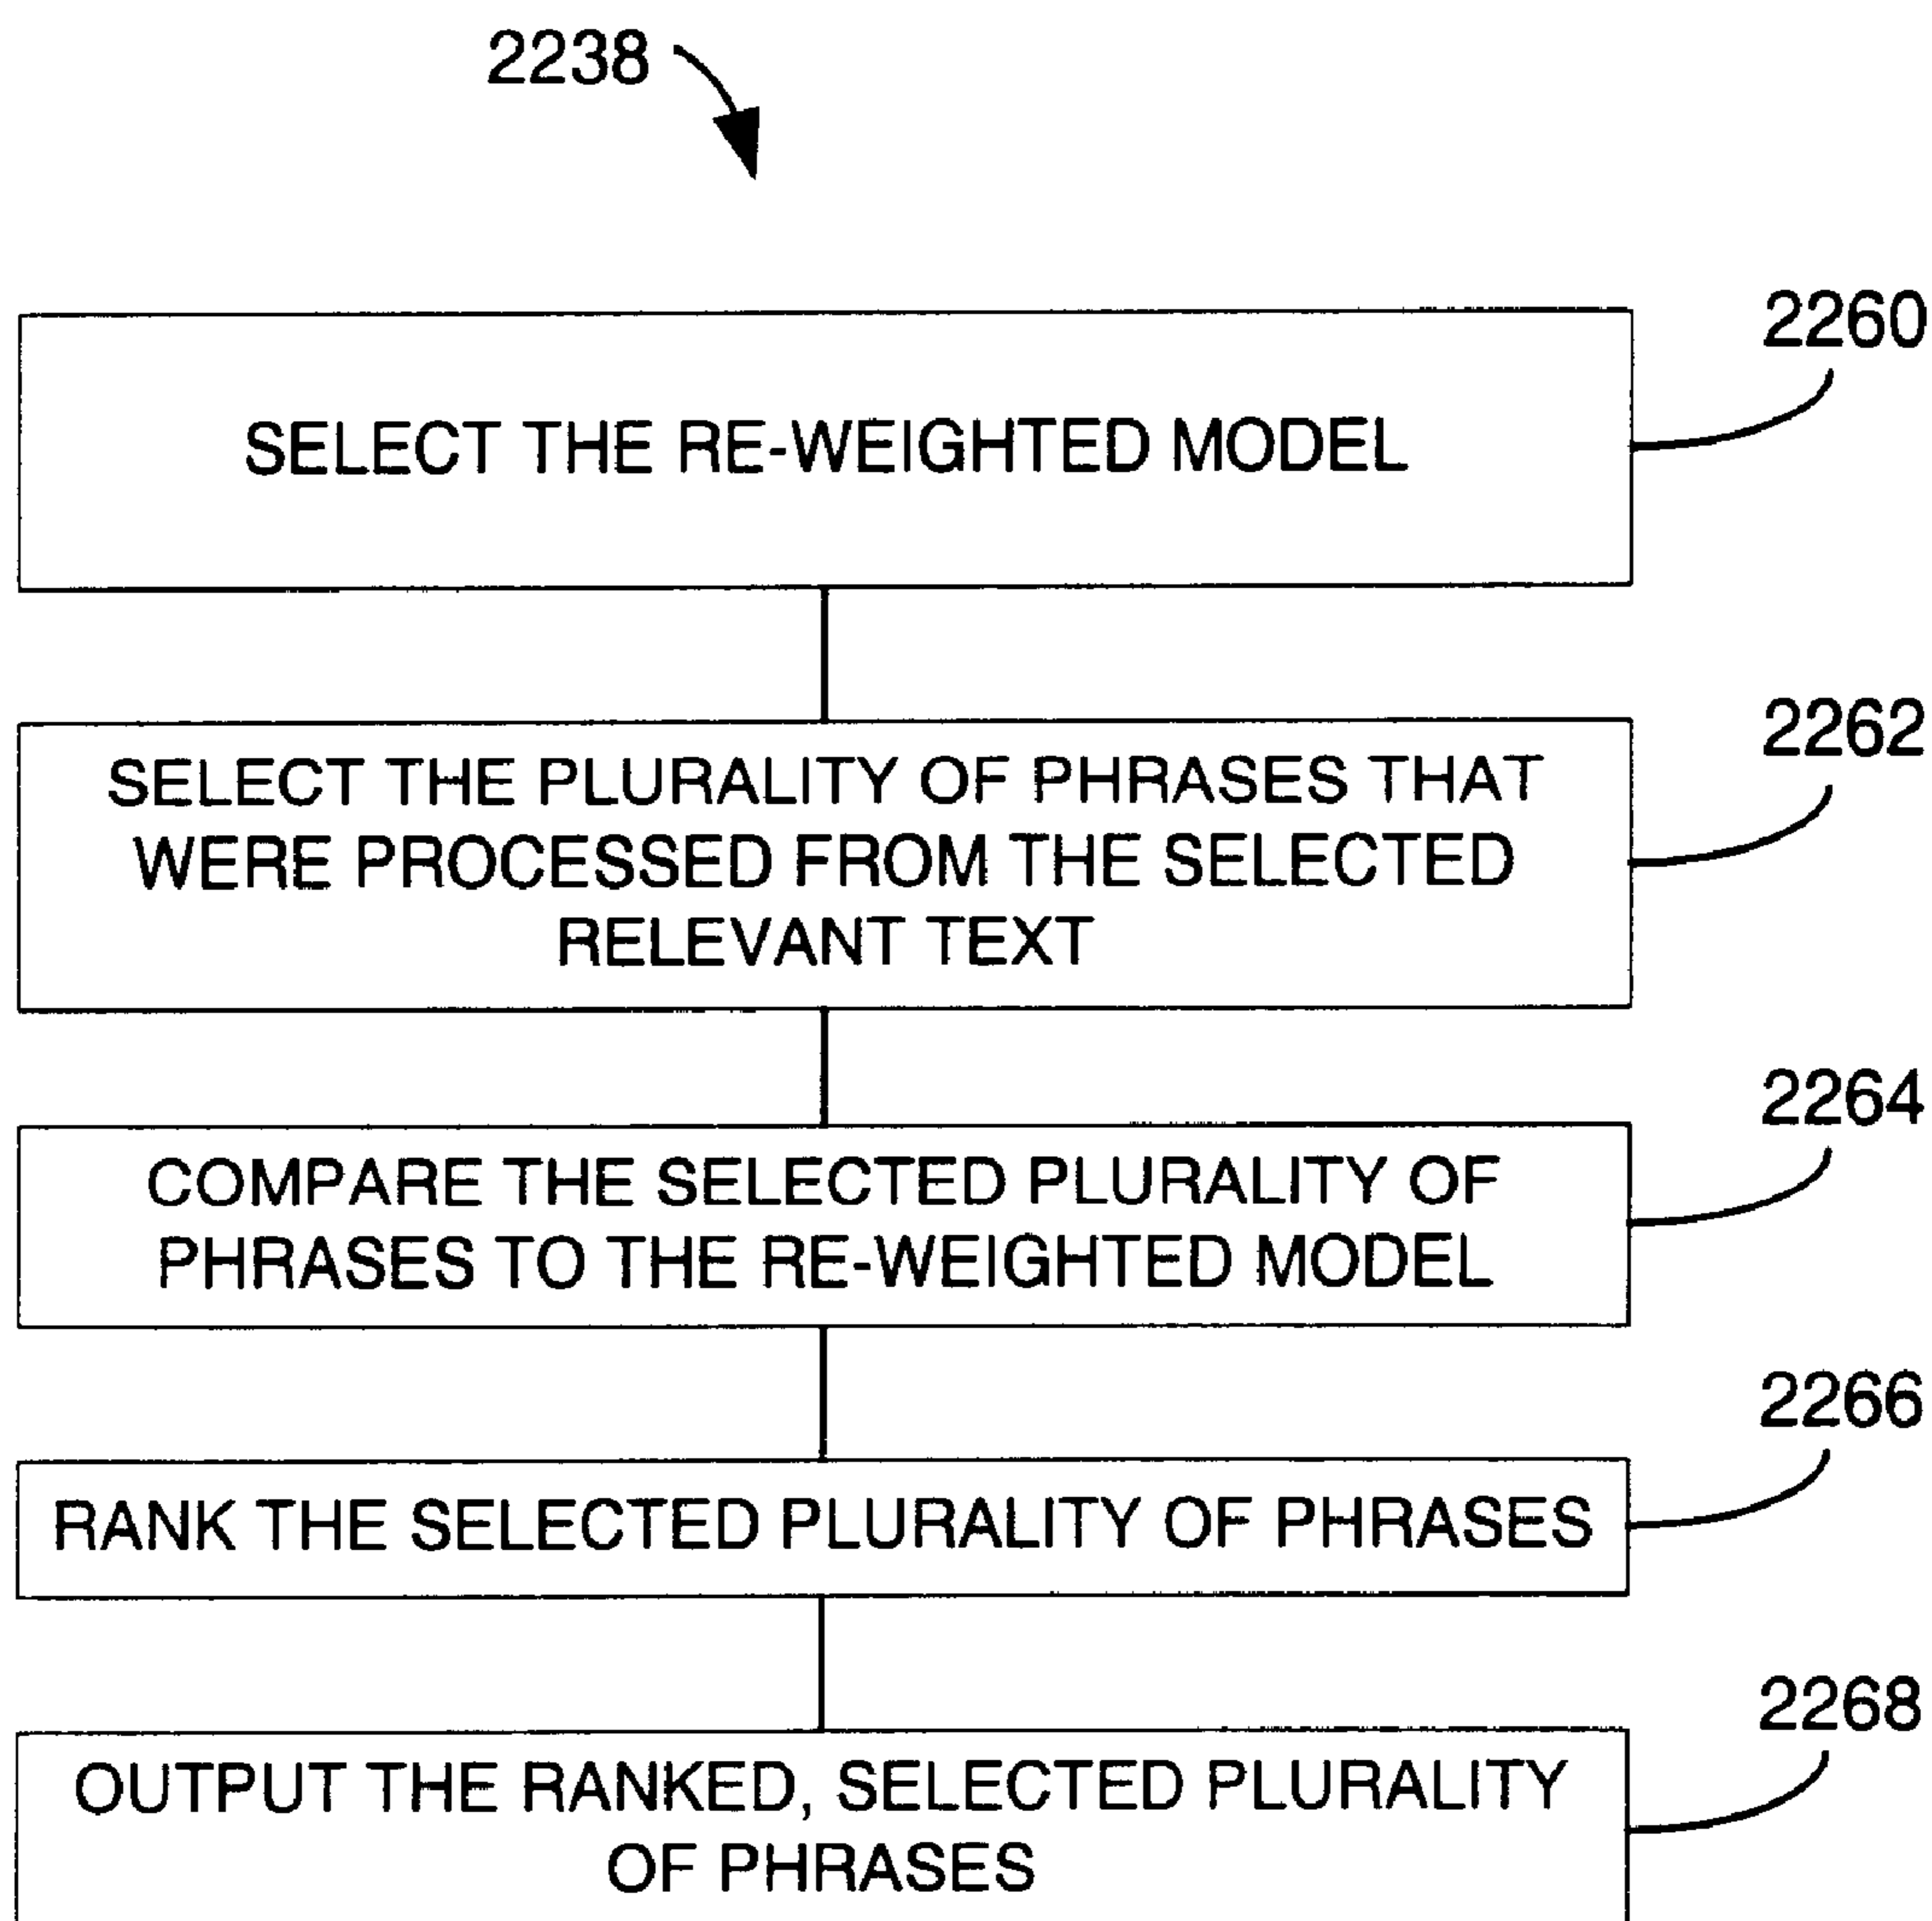 2238
2260
SELECT THE RE-WEIGHTED MODEL
2262
SELECT THE PLURALITY OF PHRASES THAT
WERE PROCESSED FROM THE SELECTED
RELEVANT TEXT
2264
COMPARE THE SELECTED PLURALITY OF
PHRASES TO THE RE-WEIGHTED MODEL
2266
RANK THE SELECTED PLURALITY OF PHRASES
2268
OUTPUT THE RANKED, SELECTED PLURALITY
OF PHRASES